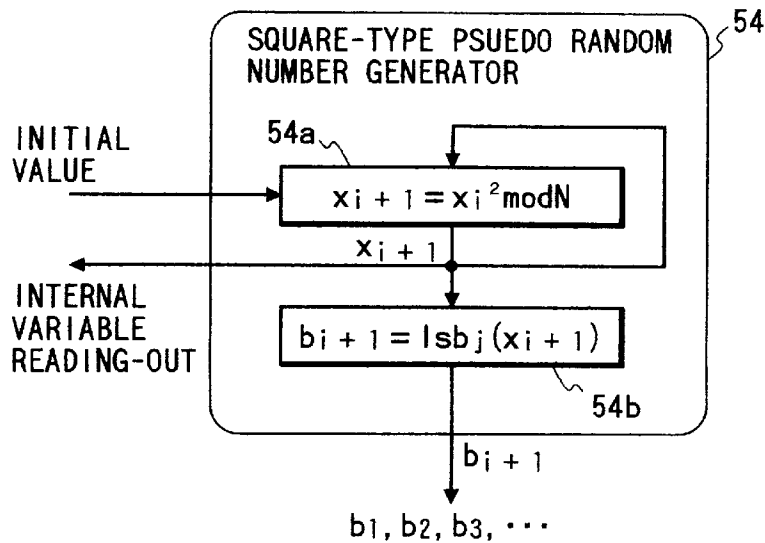 54
SQUARE-TYPE PSUEDO RANDOM
NUMBER GENERATOR
54a
INITIAL
VALUE
xi + 1 = xi²modN
xi + 1
INTERNAL
VARIABLE
READING-OUT
bi + 1 = lsbj(xi + 1)
54b
bi + 1
b1, b2, b3, ···